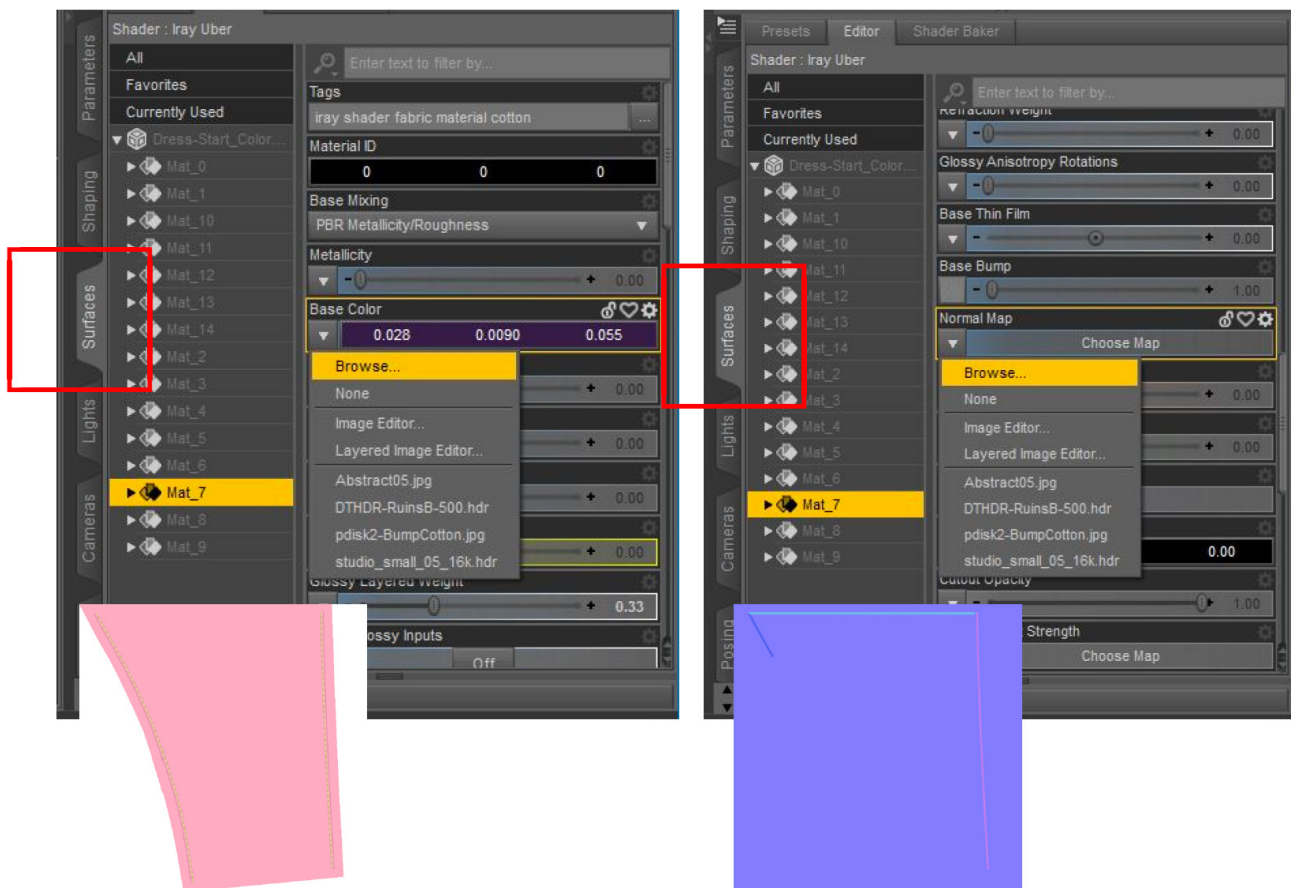 Shader : Iray Uber
Parameters
Shaping
Surfaces
Lights
Cameras
All
Favorites
Currently Used
Dress-Start_Color...
Mat_0
Mat_1
Mat_10
Mat_11
Mat_12
Mat_13
Mat_14
Mat_2
Mat_3
Mat_4
Mat_5
Mat_6
Mat_7
Mat_8
Mat_9
Enter text to filter by...
Tags
iray shader fabric material cotton
...
Material ID
0 0 0
Base Mixing
PBR Metallicity/Roughness
Metallicity
- + 0.00
Base Color
0.028 0.0090 0.055
Browse...
None
Image Editor...
Layered Image Editor...
Abstract05.jpg
DTHDR-RuinsB-500.hdr
pdisk2-BumpCotton.jpg
studio_small_05_16k.hdr
+ 0.00
+ 0.00
+ 0.00
+ 0.00
Glossy Layered Weight
+ 0.33
ossy Inputs
Off
Presets Editor Shader Baker
Shader : Iray Uber
Parameters
Shaping
Surfaces
Lights
Cameras
Posing
All
Favorites
Currently Used
Dress-Start_Color...
Mat_0
Mat_1
Mat_10
Mat_11
Mat_12
Mat_13
Mat_14
Mat_2
Mat_3
Mat_4
Mat_5
Mat_6
Mat_7
Mat_8
Mat_9
Enter text to filter by...
Refraction Weight
- + 0.00
Glossy Anisotropy Rotations
- + 0.00
Base Thin Film
- + 0.00
Base Bump
- + 1.00
Normal Map
Choose Map
Browse...
None
Image Editor...
Layered Image Editor...
Abstract05.jpg
DTHDR-RuinsB-500.hdr
pdisk2-BumpCotton.jpg
studio_small_05_16k.hdr
+ 0.00
+ 0.00
0.00
Cutout Opacity
- + 1.00
Strength
Choose Map